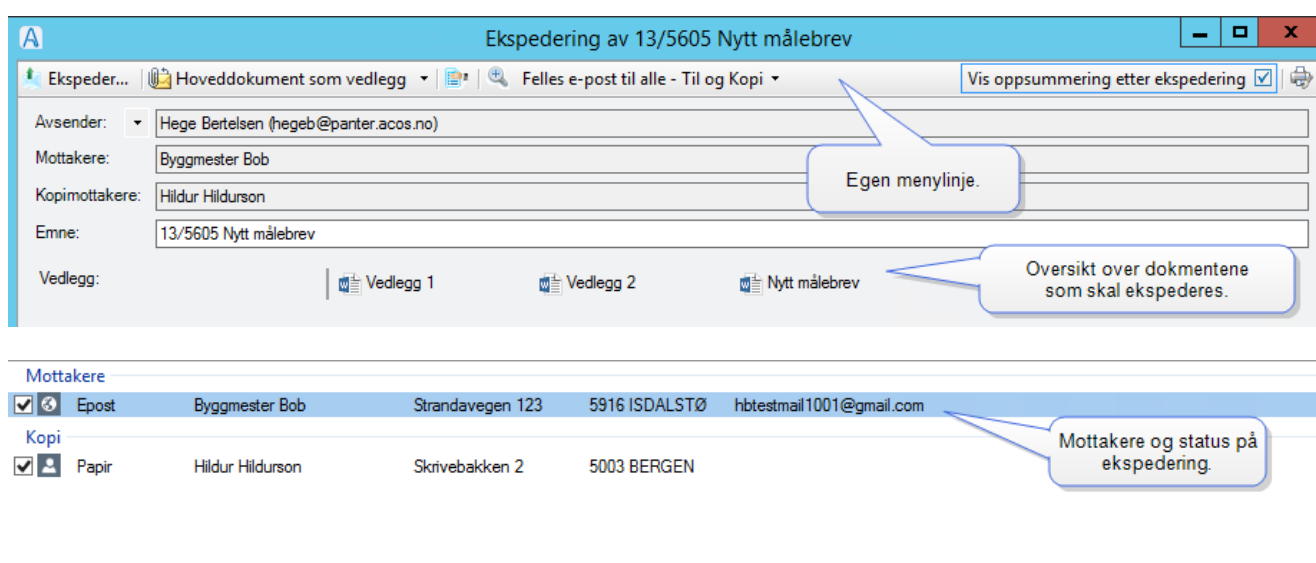 Ekspedering av 13/5605 Nytt målebrev
Ekspeder... Hoveddokument som vedlegg Felles e-post til alle - Til og Kopi Vis oppsummering etter ekspedering
Avsender: Hege Bertelsen (hegeb@panter.acos.no)
Mottakere: Byggmester Bob
Egen menylinje.
Kopimottakere: Hildur Hildurson
Emne: 13/5605 Nytt målebrev
Vedlegg: Vedlegg 1 Vedlegg 2 Nytt målebrev
Oversikt over dokmentene
som skal ekspederes.
Mottakere
Epost Byggmester Bob Strandavegen 123 5916 ISDALSTØ hbtestmail1001@gmail.com
Kopi
Papir Hildur Hildurson Skrivebakken 2 5003 BERGEN
Mottakere og status på
ekspedering.